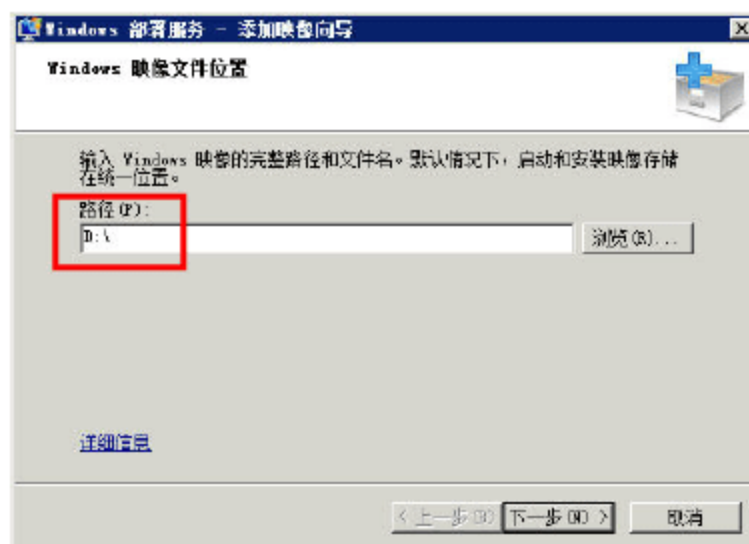 Windows 部署服务 - 添加映像向导
Windows 映像文件位置
输入 Windows 映像的完整路径和文件名。默认情况下，启动和安装映像存储
在统一位置。
路径(P):
D:\
浏览(R)...
详细信息
< 上一步(B)
下一步(N) >
取消